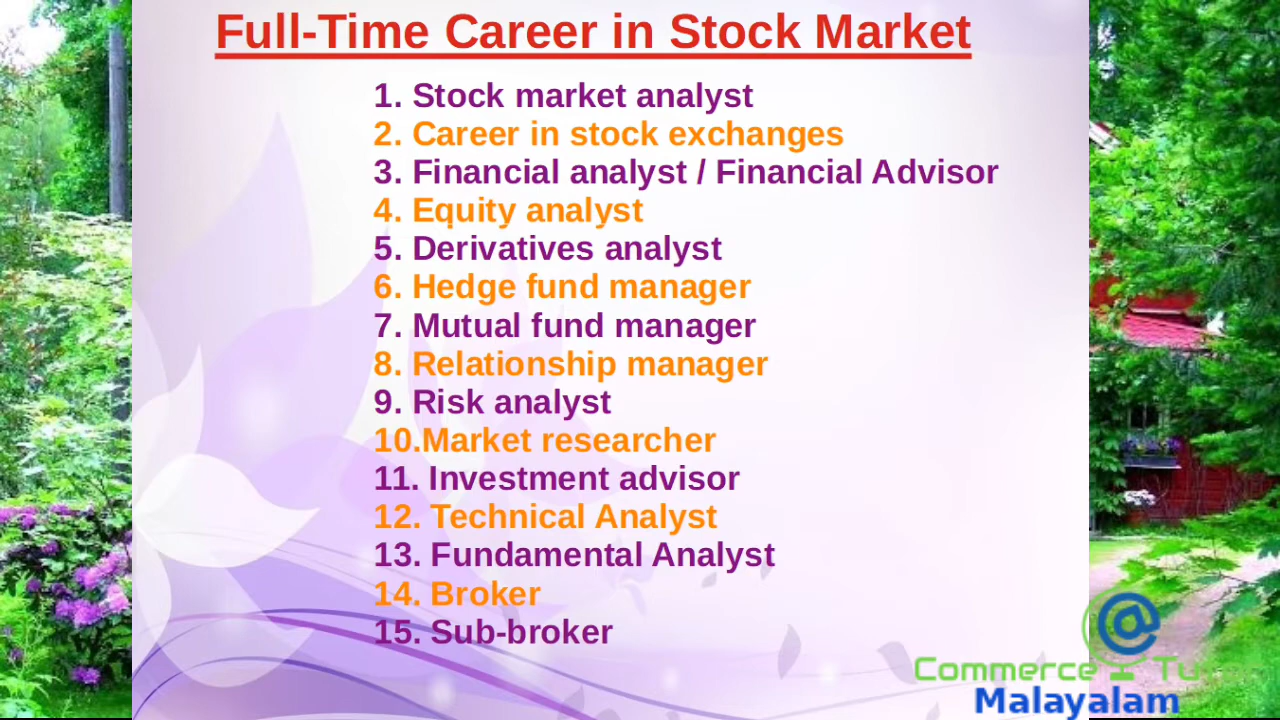 Full-Time Career in Stock Market
1. Stock market analyst
2. Career in stock exchanges
3. Financial analyst / Financial Advisor
4. Equity analyst
5. Derivatives analyst
6. Hedge fund manager
7. Mutual fund manager
8. Relationship manager
9. Risk analyst
10.Market researcher
11. Investment advisor
12. Technical Analyst
13. Fundamental Analyst
14. Broker
15. Sub-broker
@
Commerce
Malayalam